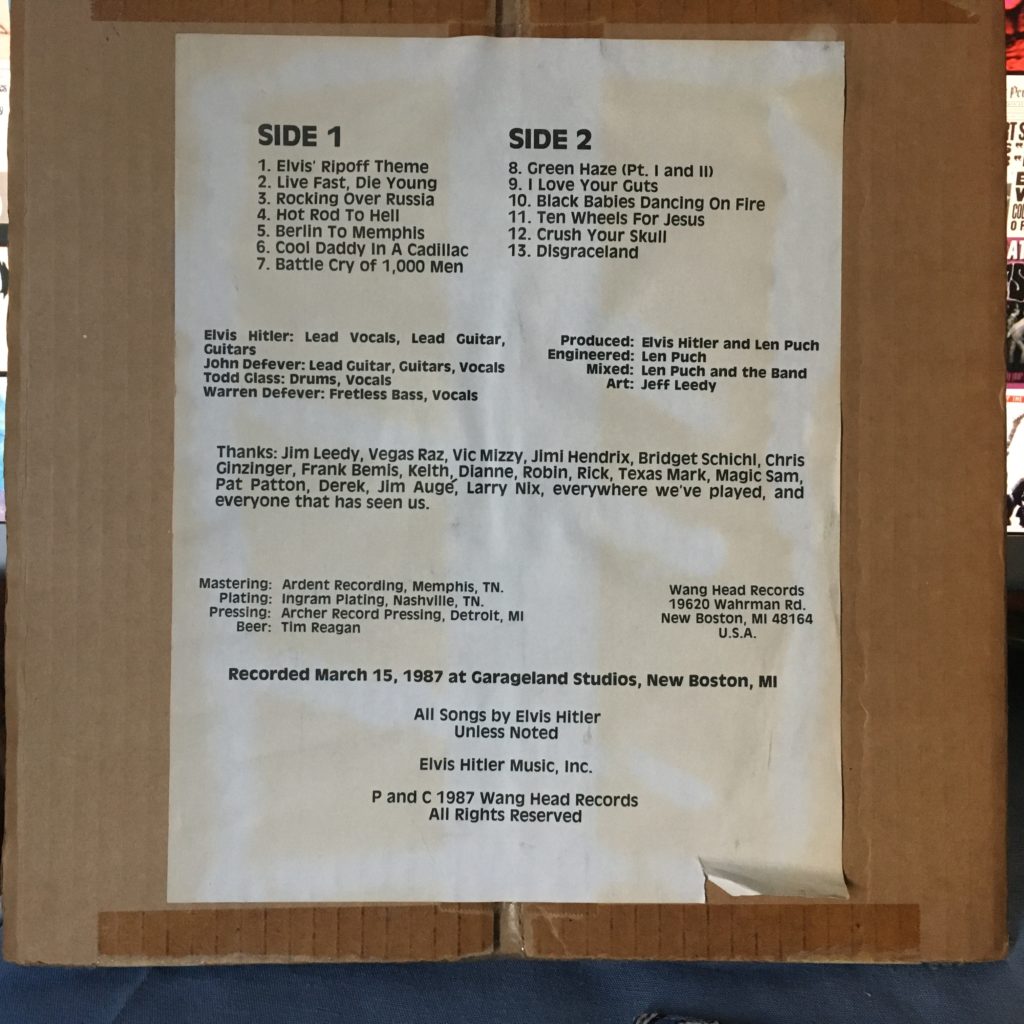 SIDE 1
1. Elvis' Ripoff Theme
2. Live Fast, Die Young
3. Rocking Over Russia
4. Hot Rod To Hell
5. Berlin To Memphis
6. Cool Daddy In A Cadillac
7. Battle Cry of 1,000 Men
SIDE 2
8. Green Haze (Pt. I and II)
9. I Love Your Guts
10. Black Babies Dancing On Fire
11. Ten Wheels For Jesus
12. Crush Your Skull
13. Disgraceland
Elvis Hitler: Lead Vocals, Lead Guitar,
Guitars
John Defever: Lead Guitar, Guitars, Vocals
Todd Glass: Drums, Vocals
Warren Defever: Fretless Bass, Vocals
Produced: Elvis Hitler and Len Puch
Engineered: Len Puch
Mixed: Len Puch and the Band
Art: Jeff Leedy
Thanks: Jim Leedy, Vegas Raz, Vic Mizzy, Jimi Hendrix, Bridget Schichl, Chris
Ginzinger, Frank Bemis, Keith, Dianne, Robin, Rick, Texas Mark, Magic Sam,
Pat Patton, Derek, Jim Augé, Larry Nix, everywhere we've played, and
everyone that has seen us.
Mastering: Ardent Recording, Memphis, TN.
Plating: Ingram Plating, Nashville, TN.
Pressing: Archer Record Pressing, Detroit, MI
Beer: Tim Reagan
Wang Head Records
19620 Wahrman Rd.
New Boston, MI 48164
U.S.A.
Recorded March 15, 1987 at Garageland Studios, New Boston, MI
All Songs by Elvis Hitler
Unless Noted
Elvis Hitler Music, Inc.
P and C 1987 Wang Head Records
All Rights Reserved